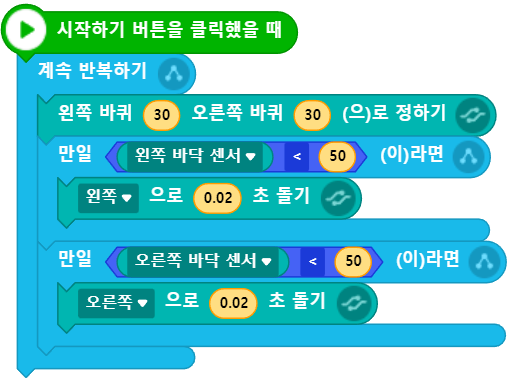 시작하기 버튼을 클릭했을 때
계속 반복하기
왼쪽 바퀴 30 오른쪽 바퀴 30 (으)로 정하기
만일 왼쪽 바닥 센서 < 50 (이)라면
왼쪽 으로 0.02 초 돌기
만일 오른쪽 바닥 센서 < 50 (이)라면
오른쪽 으로 0.02 초 돌기